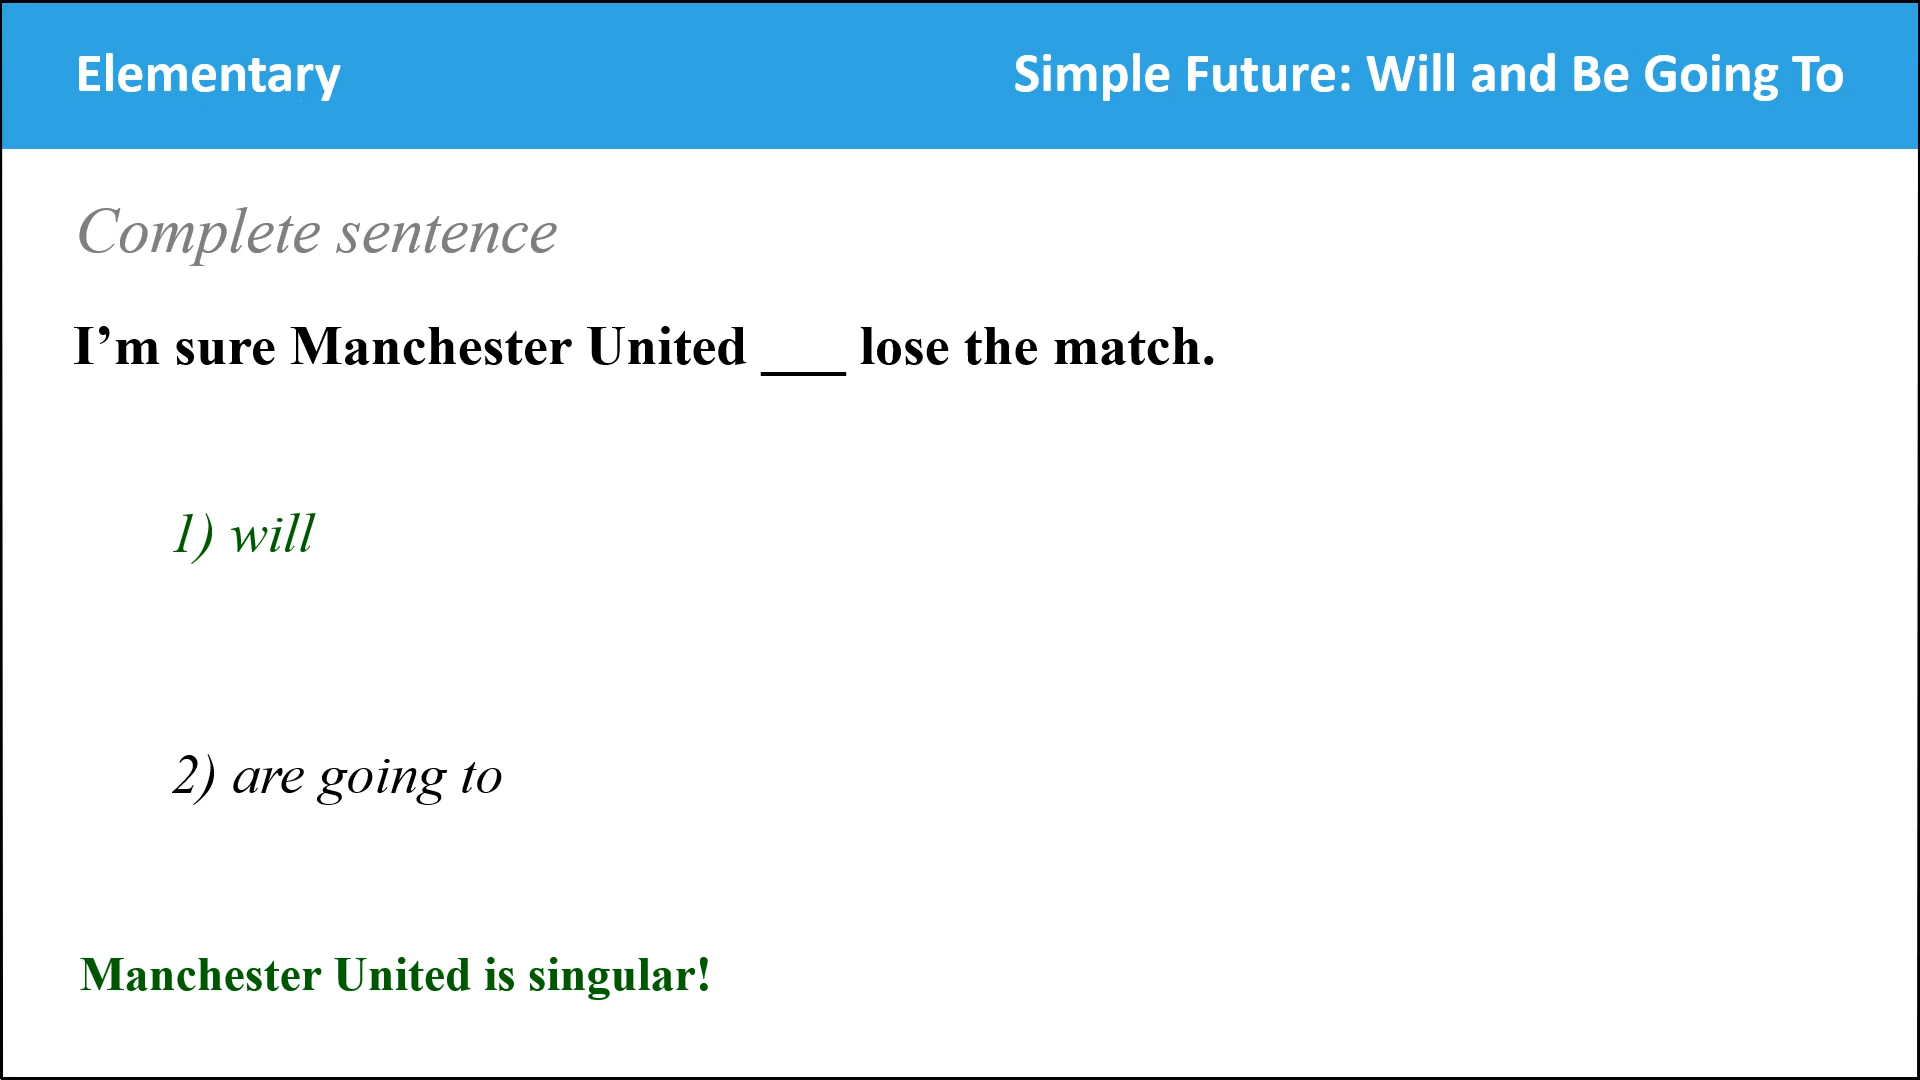 Elementary
Simple Future: Will and Be Going To
Complete sentence
I’m sure Manchester United ___ lose the match.
1) will
2) are going to
Manchester United is singular!